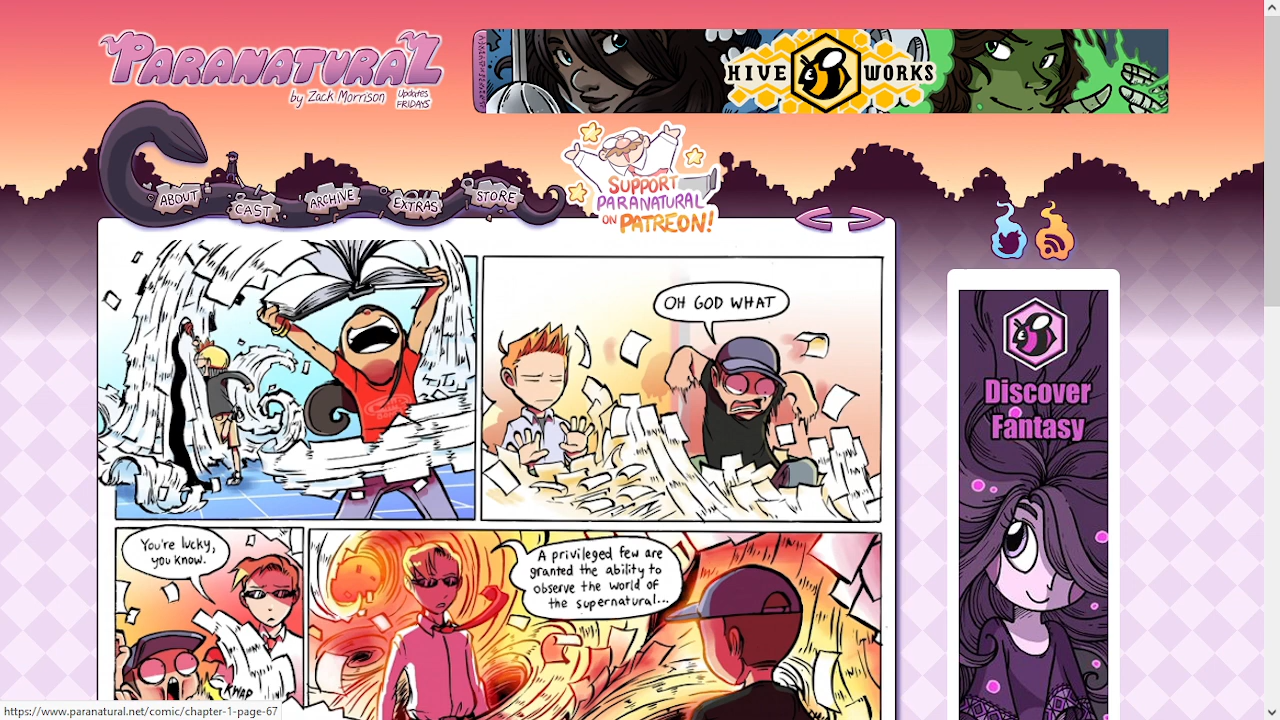 PARANATURAL
by Zack Morrison
Updates
FRIDAYS
HIVE WORKS
ABOUT
CAST
ARCHIVE
EXTRAS
STORE
SUPPORT
PARANATURAL
ON PATREON!
OH GOD WHAT
You're lucky,
you know.
KWAP
A privileged few are
granted the ability to
observe the world of
the supernatural...
Discover
Fantasy
https://www.paranatural.net/comic/chapter-1-page-67